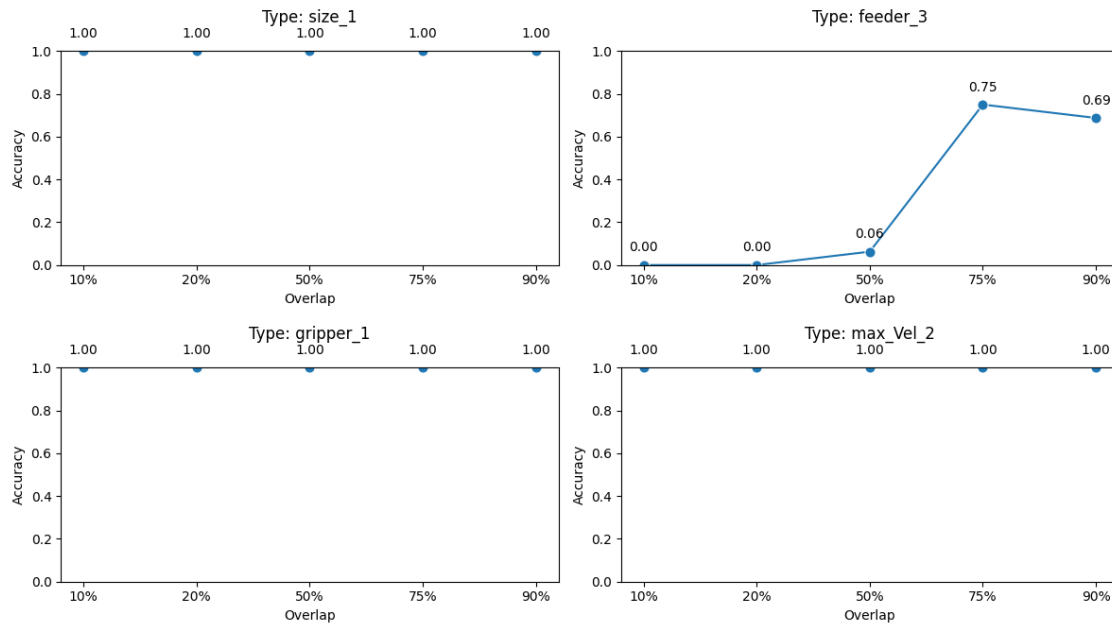 Type: size_1
1.00 1.00 1.00 1.00 1.00
1.0
0.8
0.6
0.4
0.2
0.0
Accuracy
10% 20% 50% 75% 90%
Overlap
Type: feeder_3
1.0
0.8
0.6
0.4
0.2
0.0
Accuracy
0.00 0.00 0.06 0.75 0.69
10% 20% 50% 75% 90%
Overlap
Type: gripper_1
1.00 1.00 1.00 1.00 1.00
1.0
0.8
0.6
0.4
0.2
0.0
Accuracy
10% 20% 50% 75% 90%
Overlap
Type: max_Vel_2
1.00 1.00 1.00 1.00 1.00
1.0
0.8
0.6
0.4
0.2
0.0
Accuracy
10% 20% 50% 75% 90%
Overlap